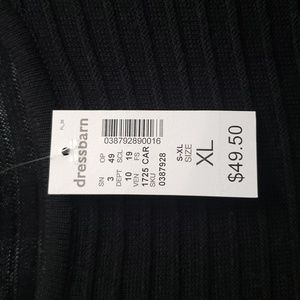 dressbarn
038792890016
OP SCL FS
49 19
SN DEPT VEN
3 10
1725 CAR
SKU
0387928
S-XL
SIZE
XL
$49.50